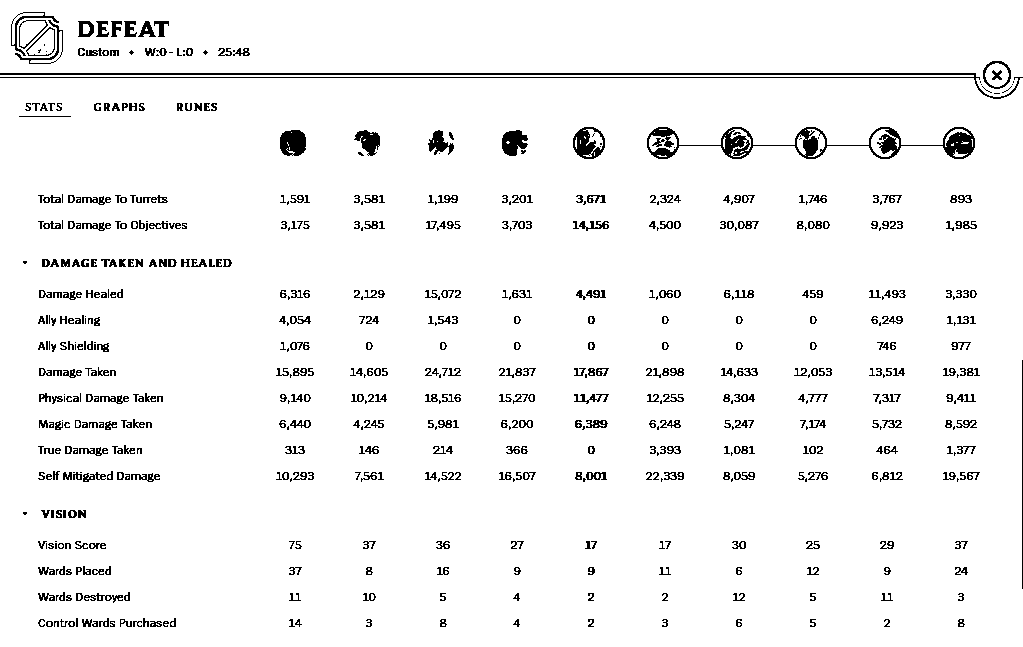 DEFEAT
Custom • W:0 - L:0 • 25:48
STATS GRAPHS RUNES
Total Damage To Turrets 1,591 3,581 1,199 3,201 3,671 2,324 4,907 1,746 3,767 893
Total Damage To Objectives 3,175 3,581 17,495 3,703 14,156 4,500 30,087 8,080 9,923 1,985
DAMAGE TAKEN AND HEALED
Damage Healed 6,316 2,129 15,072 1,631 4,491 1,060 6,118 459 11,493 3,330
Ally Healing 4,054 724 1,543 0 0 0 0 0 6,249 1,131
Ally Shielding 1,076 0 0 0 0 0 0 0 746 977
Damage Taken 15,895 14,605 24,712 21,837 17,867 21,898 14,633 12,053 13,514 19,381
Physical Damage Taken 9,140 10,214 18,516 15,270 11,477 12,255 8,304 4,777 7,317 9,411
Magic Damage Taken 6,440 4,245 5,981 6,200 6,389 6,248 5,247 7,174 5,732 8,592
True Damage Taken 313 146 214 366 0 3,393 1,081 102 464 1,377
Self Mitigated Damage 10,293 7,561 14,522 16,507 8,001 22,339 8,059 5,276 6,812 19,567
VISION
Vision Score 75 37 36 27 17 17 30 25 29 37
Wards Placed 37 8 16 9 9 11 6 12 9 24
Wards Destroyed 11 10 5 4 2 2 12 5 11 3
Control Wards Purchased 14 3 8 4 2 3 6 5 2 8